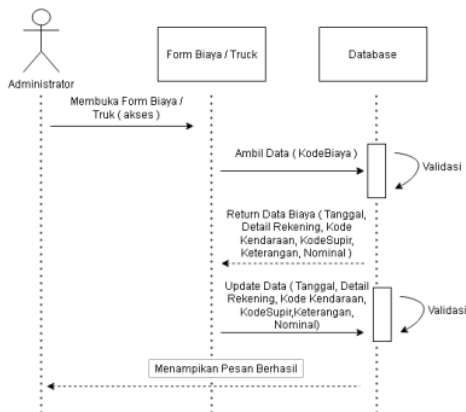 Form Biaya / Truck
Database
Administrator
Membuka Form Biaya /
Truk ( akses )
Ambil Data ( KodeBiaya )
Validasi
Return Data Biaya ( Tanggal,
Detail Rekening, Kode
Kendaraan, KodeSupir,
Keterangan, Nominal )
Update Data ( Tanggal, Detail
Rekening, Kode Kendaraan,
KodeSupir,Keterangan,
Nominal)
Validasi
Menampikan Pesan Berhasil